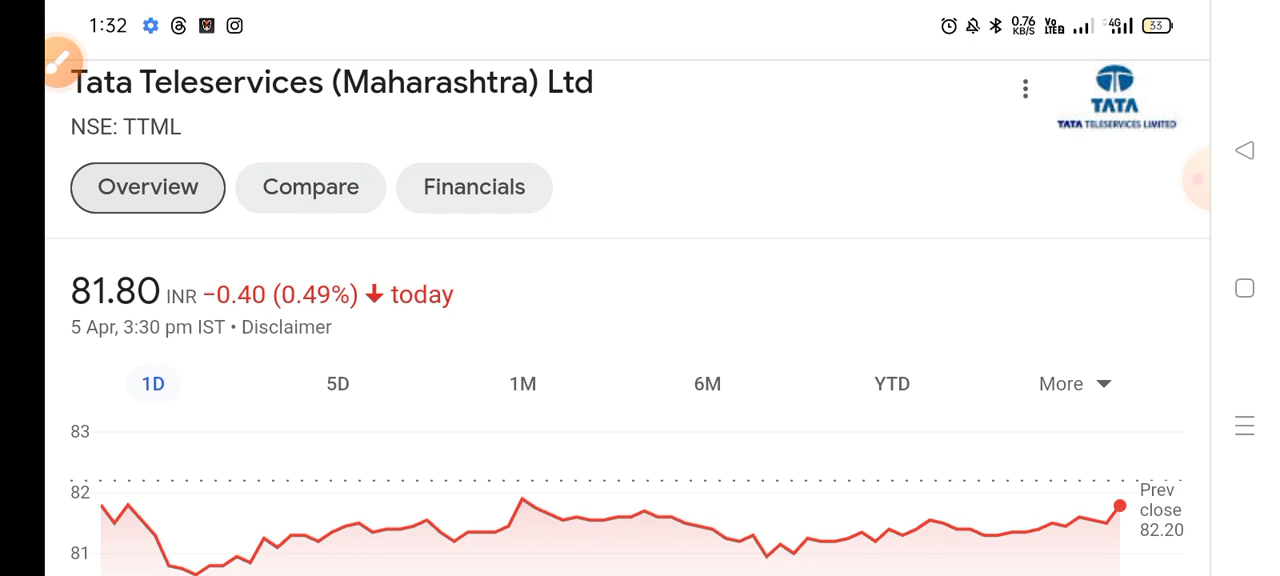 1:32
0.76 KB/S Vo LTE2 4G 33
Tata Teleservices (Maharashtra) Ltd
TATA
TATA TELESERVICES LIMITED
NSE: TTML
Overview Compare Financials
81.80 INR −0.40 (0.49%) today
5 Apr, 3:30 pm IST • Disclaimer
1D 5D 1M 6M YTD More
83
82
Prev
close
82.20
81